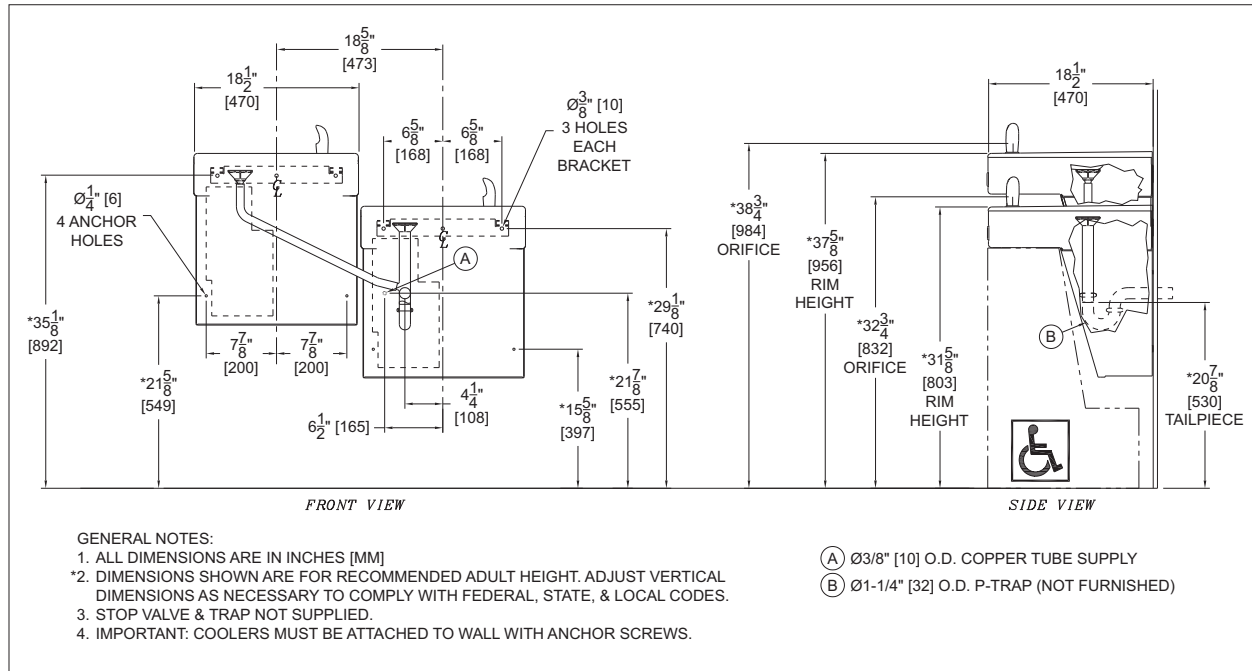 18 5/8"
[473]
18 1/2"
[470]
Ø 3/8" [10]
3 HOLES
EACH
BRACKET
6 5/8"
[168]
6 5/8"
[168]
Ø 1/4" [6]
4 ANCHOR
HOLES
CL
CL
A
*35 1/8"
[892]
7 7/8"
[200]
7 7/8"
[200]
*21 5/8"
[549]
4 1/4"
[108]
6 1/2" [165]
*15 5/8"
[397]
*21 7/8"
[555]
*29 1/8"
[740]
FRONT VIEW
18 1/2"
[470]
*38 3/4"
[984]
ORIFICE
*37 5/8"
[956]
RIM
HEIGHT
*32 3/4"
[832]
ORIFICE
*31 5/8"
[803]
RIM
HEIGHT
B
*20 7/8"
[530]
TAILPIECE
SIDE VIEW
GENERAL NOTES:
1. ALL DIMENSIONS ARE IN INCHES [MM]
*2. DIMENSIONS SHOWN ARE FOR RECOMMENDED ADULT HEIGHT. ADJUST VERTICAL
DIMENSIONS AS NECESSARY TO COMPLY WITH FEDERAL, STATE, & LOCAL CODES.
3. STOP VALVE & TRAP NOT SUPPLIED.
4. IMPORTANT: COOLERS MUST BE ATTACHED TO WALL WITH ANCHOR SCREWS.
A Ø3/8" [10] O.D. COPPER TUBE SUPPLY
B Ø1-1/4" [32] O.D. P-TRAP (NOT FURNISHED)